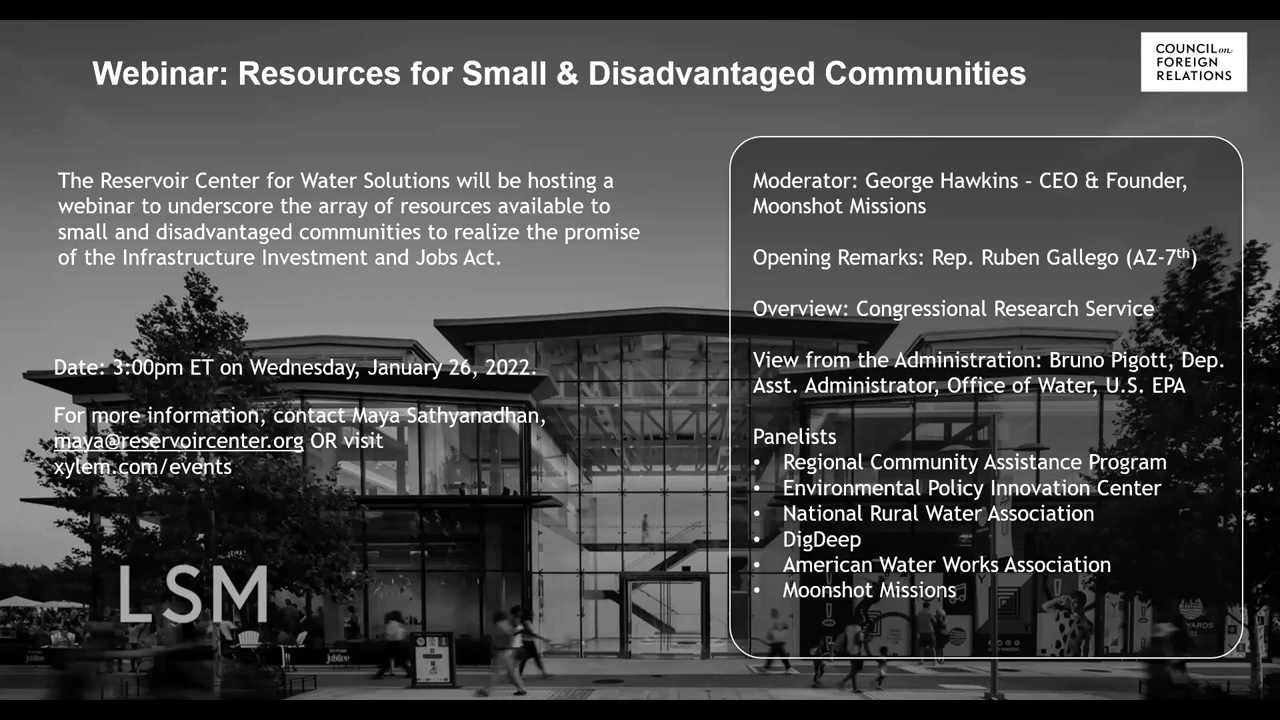 Webinar: Resources for Small & Disadvantaged Communities
COUNCIL on
FOREIGN
RELATIONS
The Reservoir Center for Water Solutions will be hosting a
webinar to underscore the array of resources available to
small and disadvantaged communities to realize the promise
of the Infrastructure Investment and Jobs Act.
Date: 3:00pm ET on Wednesday, January 26, 2022.
For more information, contact Maya Sathyanadhan,
maya@reservoircenter.org OR visit
xylem.com/events
Moderator: George Hawkins – CEO & Founder,
Moonshot Missions
Opening Remarks: Rep. Ruben Gallego (AZ-7th)
Overview: Congressional Research Service
View from the Administration: Bruno Pigott, Dep.
Asst. Administrator, Office of Water, U.S. EPA
Panelists
• Regional Community Assistance Program
• Environmental Policy Innovation Center
• National Rural Water Association
• DigDeep
• American Water Works Association
• Moonshot Missions
LSM
jubilee
YARDS